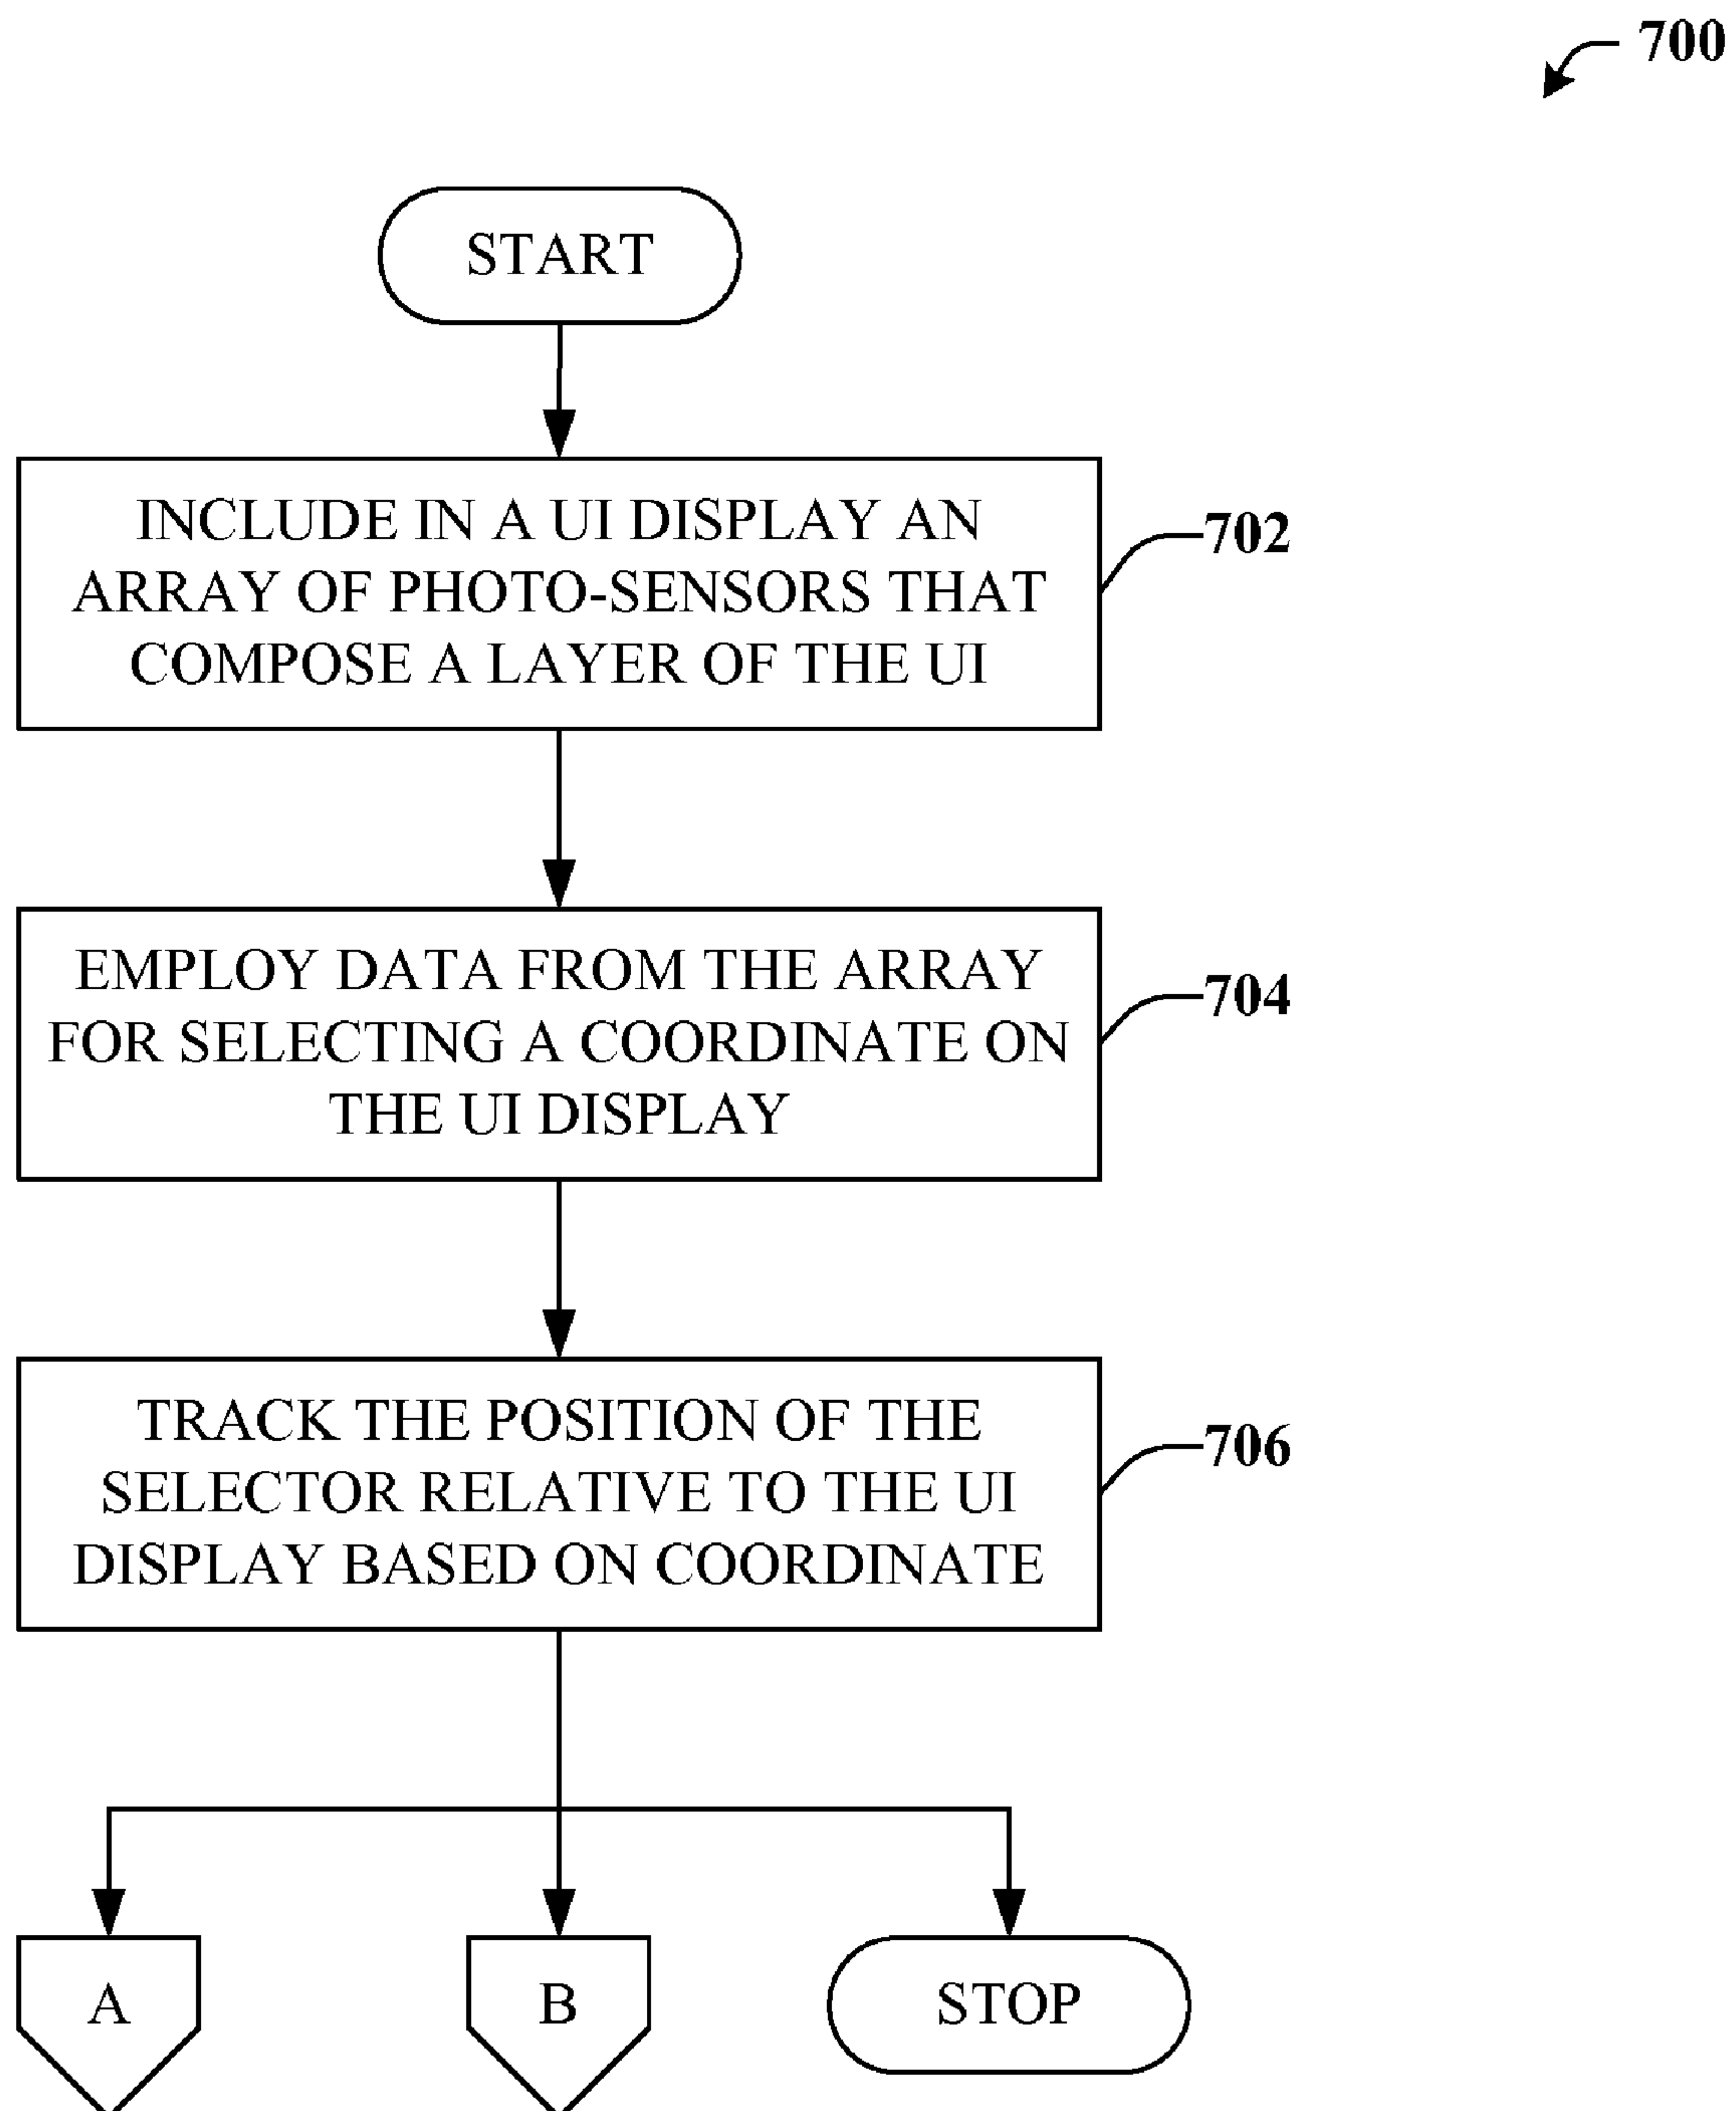 700
START
INCLUDE IN A UI DISPLAY AN
ARRAY OF PHOTO-SENSORS THAT
COMPOSE A LAYER OF THE UI
702
EMPLOY DATA FROM THE ARRAY
FOR SELECTING A COORDINATE ON
THE UI DISPLAY
704
TRACK THE POSITION OF THE
SELECTOR RELATIVE TO THE UI
DISPLAY BASED ON COORDINATE
706
A
B
STOP